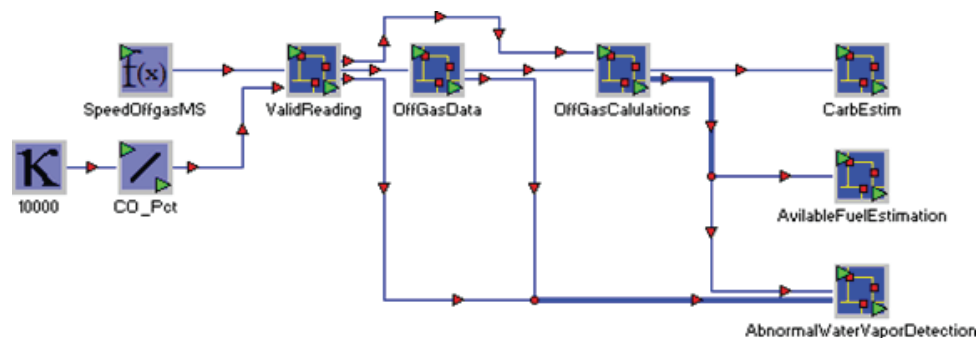 f(x)
SpeedOffgasMS
ValidReading
OffGasData
OffGasCalulations
CarbEstim
K
10000
CO_Pct
AvilableFuelEstimation
AbnormalWaterVaporDetection